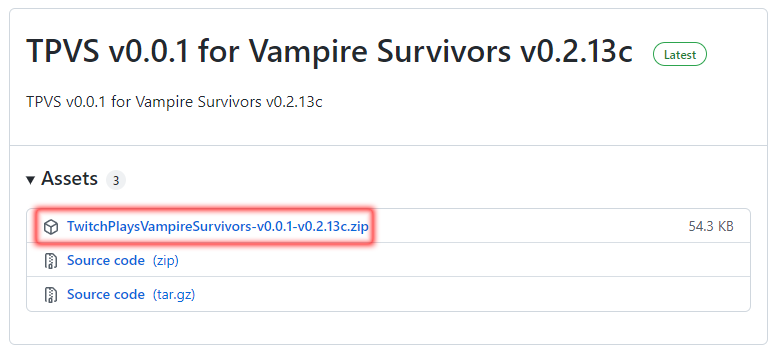 TPVS v0.0.1 for Vampire Survivors v0.2.13c Latest
TPVS v0.0.1 for Vampire Survivors v0.2.13c
Assets 3
TwitchPlaysVampireSurvivors-v0.0.1-v0.2.13c.zip 54.3 KB
Source code (zip)
Source code (tar.gz)